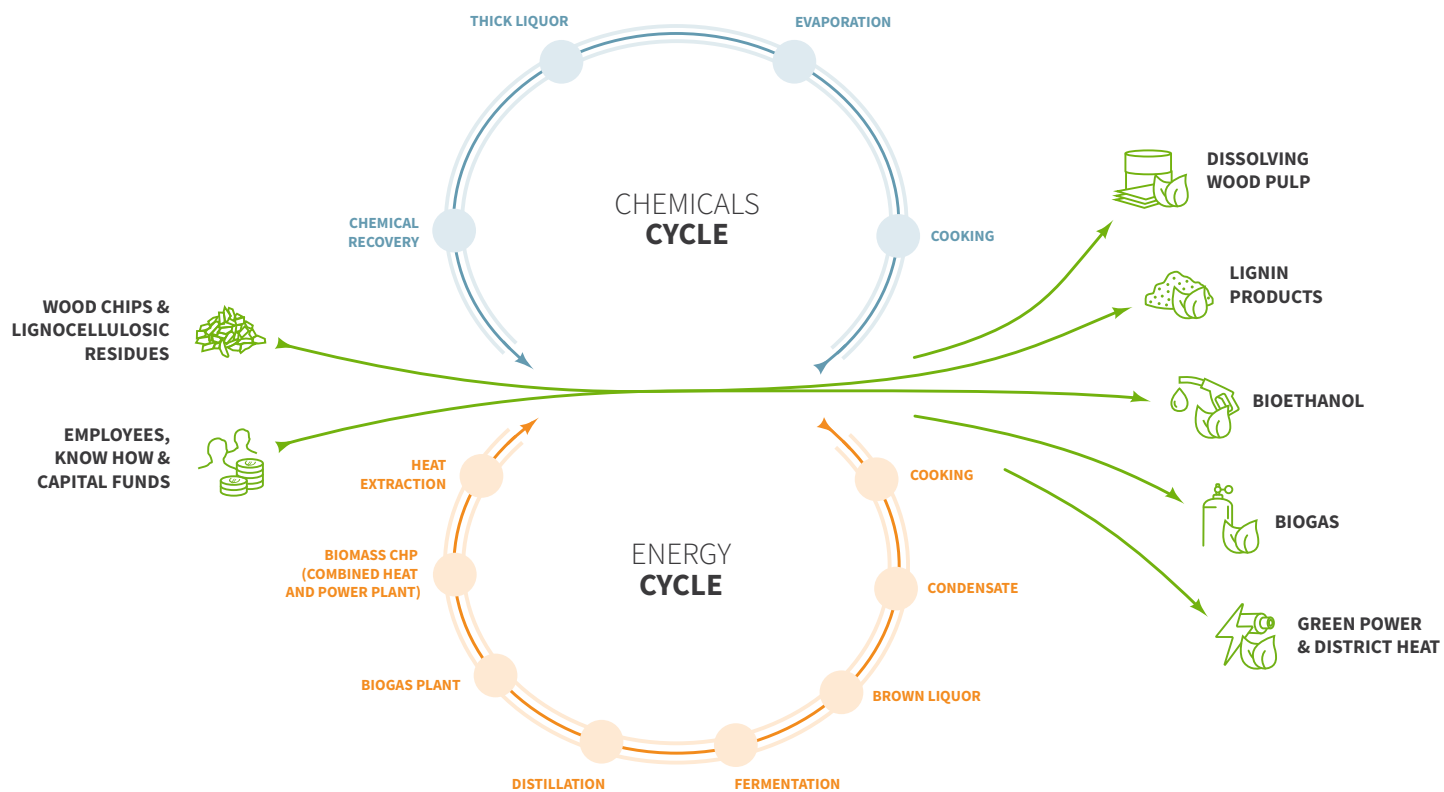 THICK LIQUOR
EVAPORATION
CHEMICALS
CYCLE
CHEMICAL
RECOVERY
COOKING
WOOD CHIPS &
LIGNOCELLULOSIC
RESIDUES
EMPLOYEES,
KNOW HOW &
CAPITAL FUNDS
DISSOLVING
WOOD PULP
LIGNIN
PRODUCTS
BIOETHANOL
BIOGAS
GREEN POWER
& DISTRICT HEAT
ENERGY
CYCLE
HEAT
EXTRACTION
COOKING
BIOMASS CHP
(COMBINED HEAT
AND POWER PLANT)
CONDENSATE
BIOGAS PLANT
BROWN LIQUOR
DISTILLATION
FERMENTATION